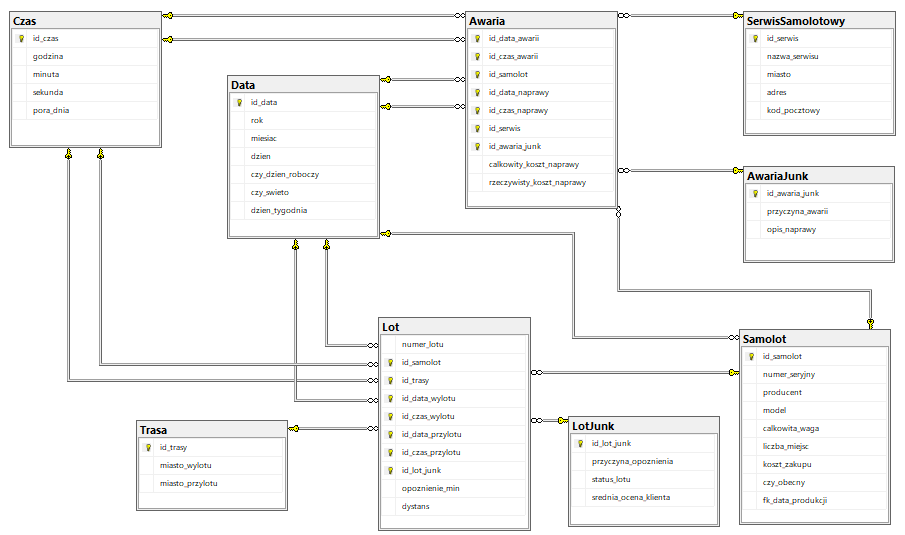 Czas
id_czas
godzina
minuta
sekunda
pora_dnia
Data
id_data
rok
miesiac
dzien
czy_dzien_roboczy
czy_swieto
dzien_tygodnia
Awaria
id_data_awarii
id_czas_awarii
id_samolot
id_data_naprawy
id_czas_naprawy
id_serwis
id_awaria_junk
calkowity_koszt_naprawy
rzeczywisty_koszt_naprawy
SerwisSamolotowy
id_serwis
nazwa_serwisu
miasto
adres
kod_pocztowy
AwariaJunk
id_awaria_junk
przyczyna_awarii
opis_naprawy
Lot
numer_lotu
id_samolot
id_trasy
id_data_wylotu
id_czas_wylotu
id_data_przylotu
id_czas_przylotu
id_lot_junk
opoznienie_min
dystans
Samolot
id_samolot
numer_seryjny
producent
model
calkowita_waga
liczba_miejsc
koszt_zakupu
czy_obecny
fk_data_produkcji
Trasa
id_trasy
miasto_wylotu
miasto_przylotu
LotJunk
id_lot_junk
przyczyna_opoznienia
status_lotu
srednia_ocena_klienta